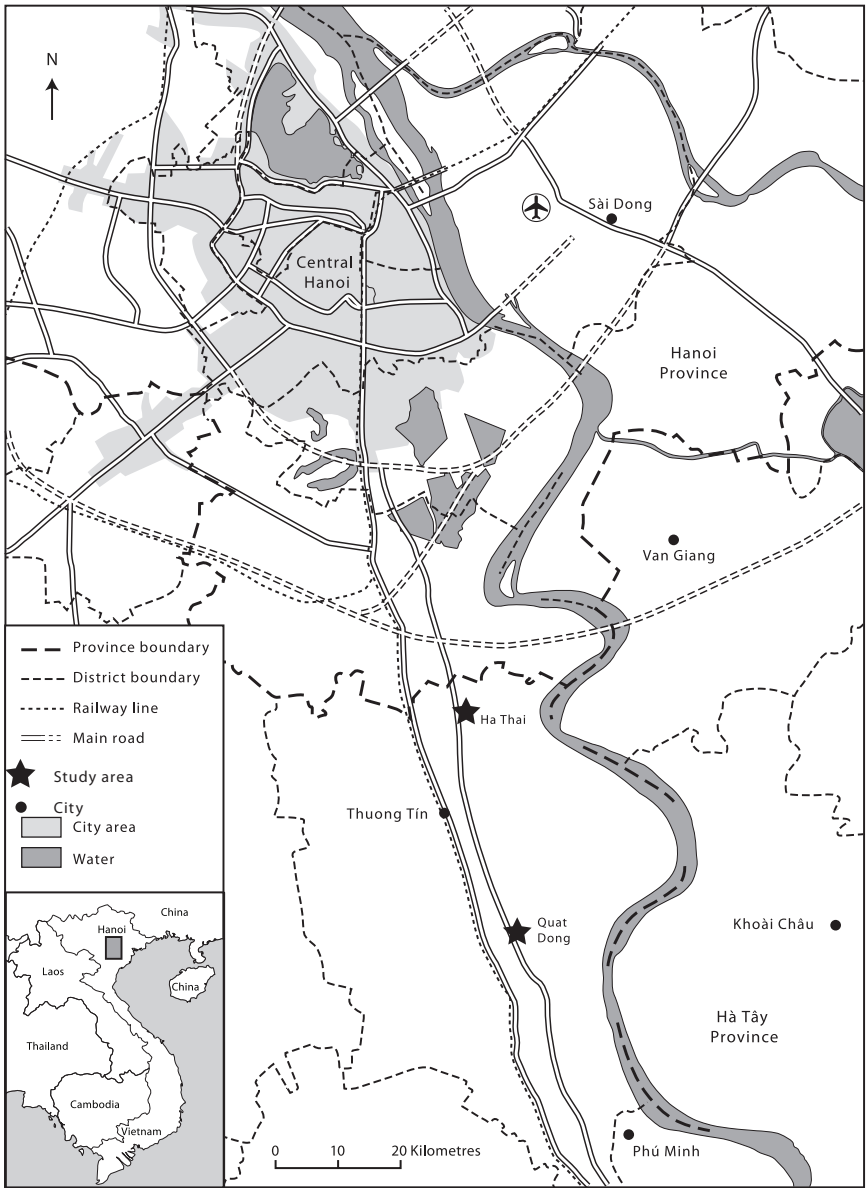 N
Sài Dong
Central
Hanoi
Hanoi
Province
Van Giang
Province boundary
District boundary
Railway line
Main road
Study area
City
City area
Water
Ha Thai
Thuong Tín
Quat
Dong
Khoài Châu
Hà Tây
Province
Phú Minh
0 10 20 Kilometres
China
Hanoi
Laos
China
Thailand
Cambodia
Vietnam